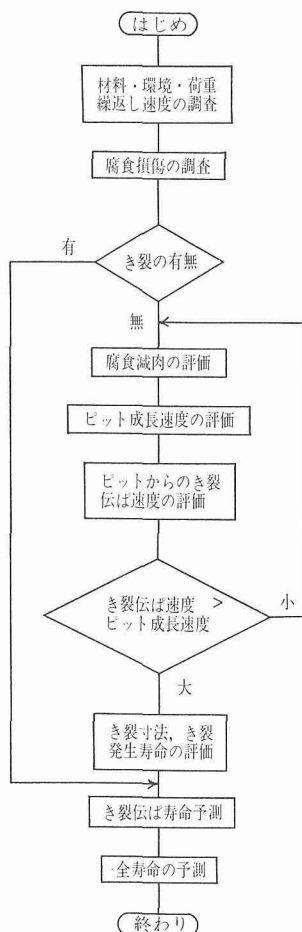 はじめ
材料・環境・荷重
繰返し速度の調査
腐食損傷の調査
有
き裂の有無
無
腐食減肉の評価
ピット成長速度の評価
ピットからのき裂
伝ぱ速度の評価
き裂伝ぱ速度 >
ピット成長速度
小
大
き裂寸法,き裂
発生寿命の評価
き裂伝ぱ寿命予測
全寿命の予測
終わり